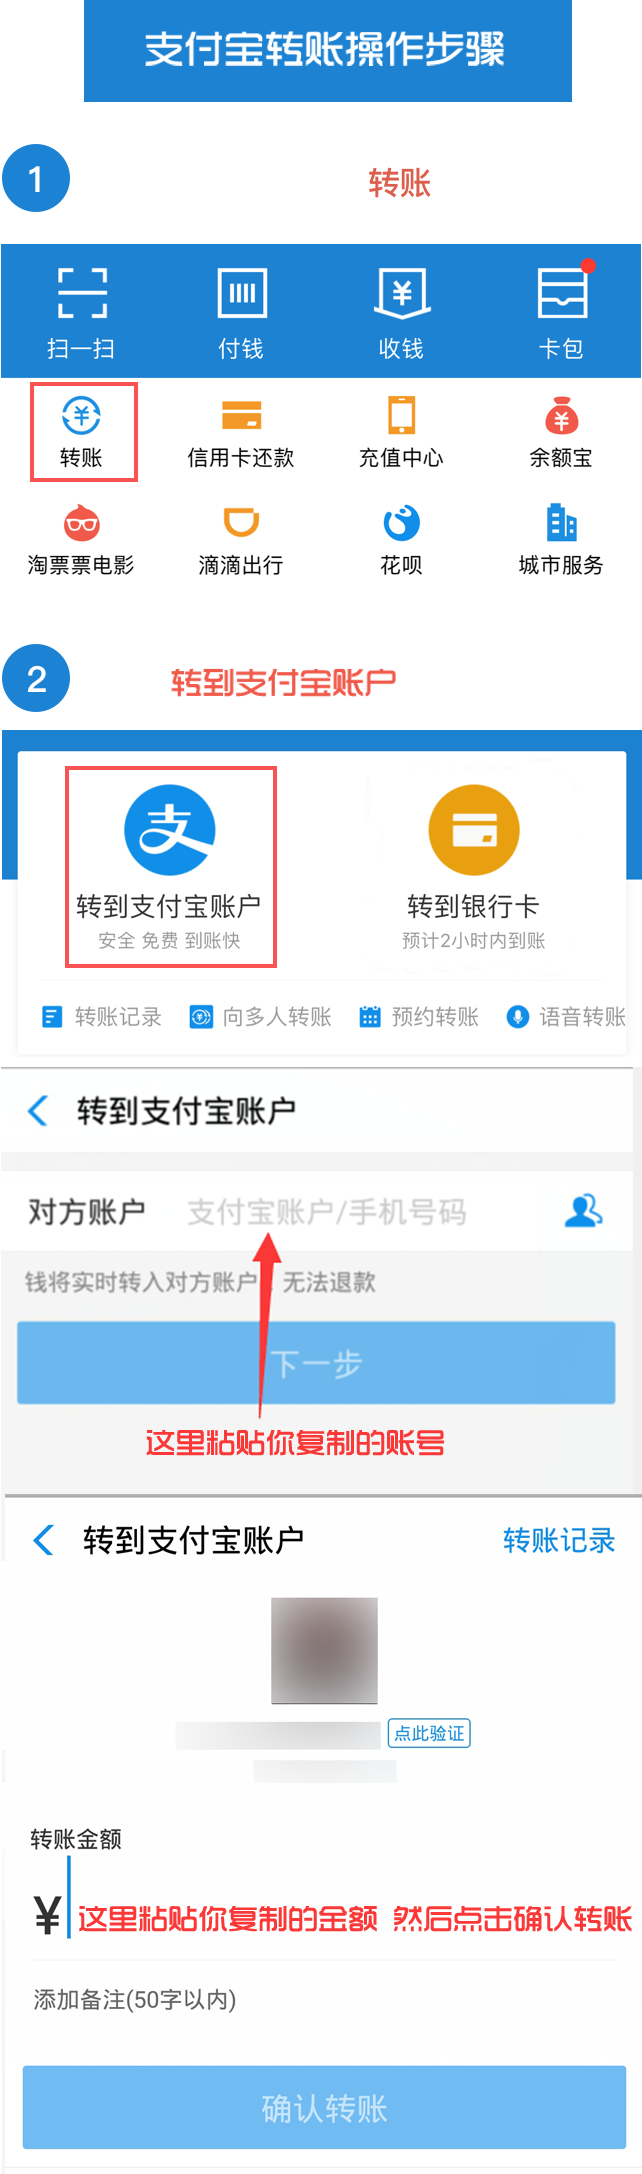 支付宝转账操作步骤
1 转账
扫一扫 付钱 收钱 卡包
转账 信用卡还款 充值中心 余额宝
淘票票电影 滴滴出行 花呗 城市服务
2 转到支付宝账户
支
转到支付宝账户 转到银行卡
安全 免费 到账快 预计2小时内到账
转账记录 向多人转账 预约转账 语音转账
转到支付宝账户
对方账户 支付宝账户/手机号码
钱将实时转入对方账户，无法退款
下一步
这里粘贴你复制的账号
转到支付宝账户 转账记录
点此验证
转账金额
¥ 这里粘贴你复制的金额 然后点击确认转账
添加备注(50字以内)
确认转账